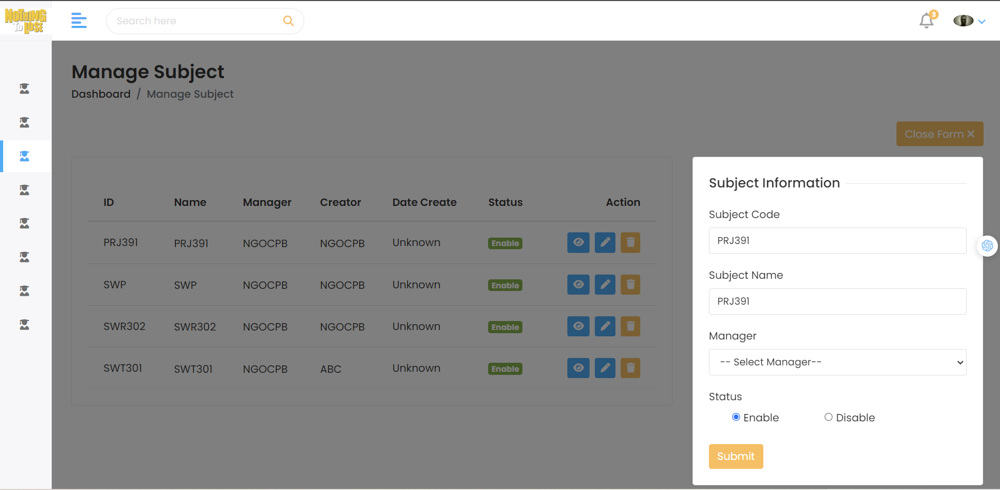 NOTHING
TO LOSE
Search here
3
Manage Subject
Dashboard / Manage Subject
Close Form ×
ID Name Manager Creator Date Create Status Action
PRJ391 PRJ391 NGOCPB NGOCPB Unknown Enable
SWP SWP NGOCPB NGOCPB Unknown Enable
SWR302 SWR302 NGOCPB NGOCPB Unknown Enable
SWT301 SWT301 NGOCPB ABC Unknown Enable
Subject Information
Subject Code
PRJ391
Subject Name
PRJ391
Manager
-- Select Manager--
Status
Enable Disable
Submit